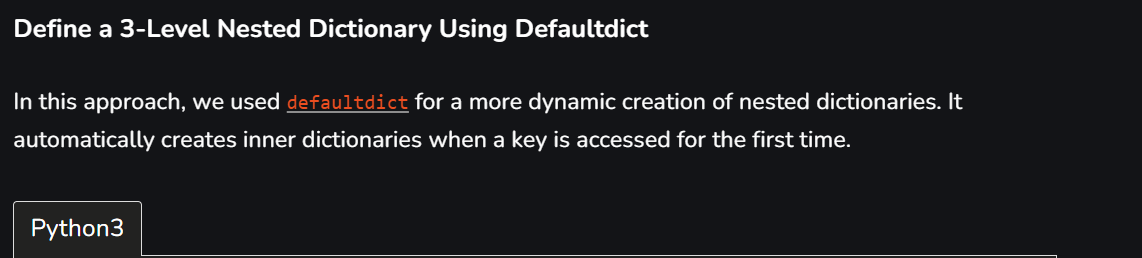 Define a 3-Level Nested Dictionary Using Defaultdict
In this approach, we used defaultdict for a more dynamic creation of nested dictionaries. It
automatically creates inner dictionaries when a key is accessed for the first time.
Python3